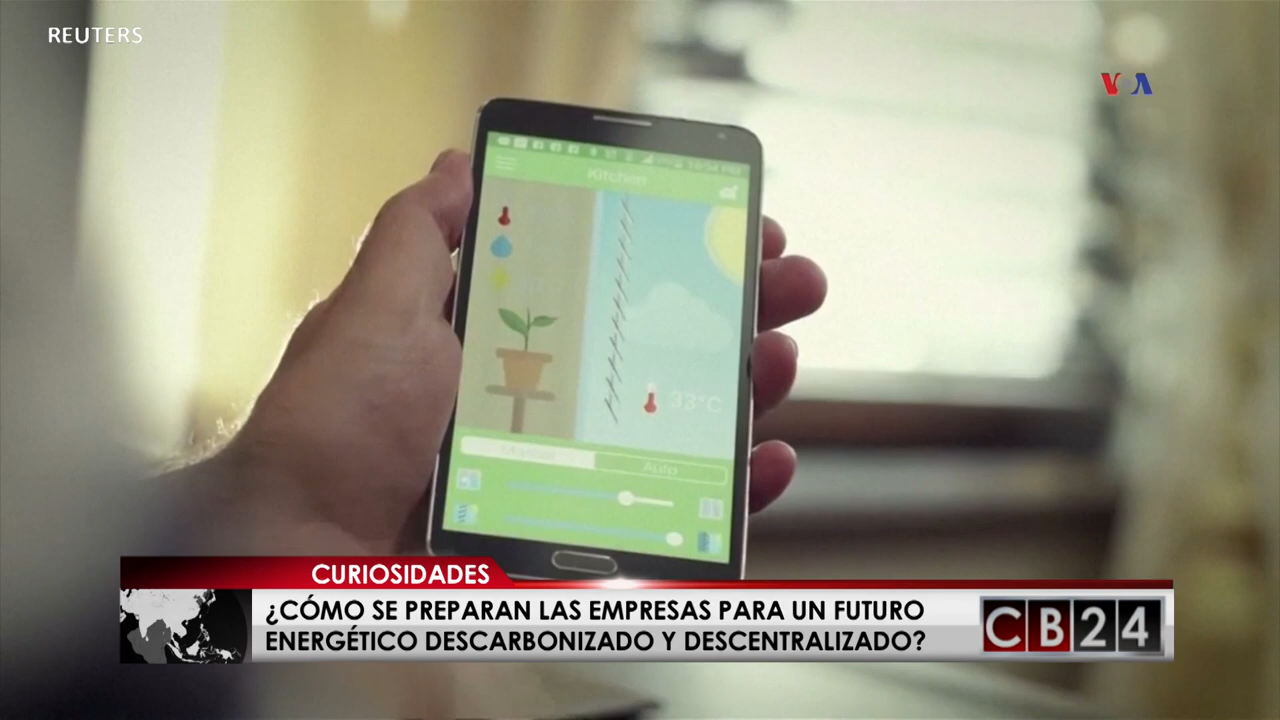 REUTERS
VOA
Kitchen
33°C
Auto
CURIOSIDADES
¿CÓMO SE PREPARAN LAS EMPRESAS PARA UN FUTURO
ENERGÉTICO DESCARBONIZADO Y DESCENTRALIZADO?
CB24